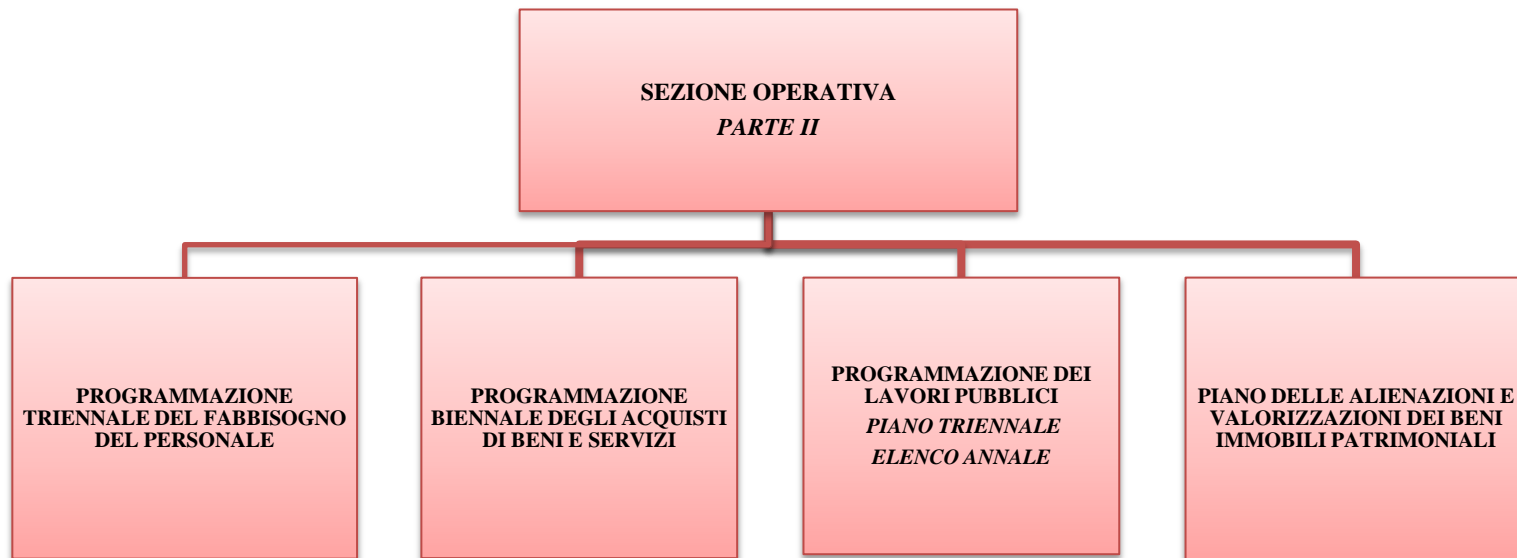 SEZIONE OPERATIVA
PARTE II
PROGRAMMAZIONE
TRIENNALE DEL FABBISOGNO
DEL PERSONALE
PROGRAMMAZIONE
BIENNALE DEGLI ACQUISTI
DI BENI E SERVIZI
PROGRAMMAZIONE DEI
LAVORI PUBBLICI
PIANO TRIENNALE
ELENCO ANNALE
PIANO DELLE ALIENAZIONI E
VALORIZZAZIONI DEI BENI
IMMOBILI PATRIMONIALI